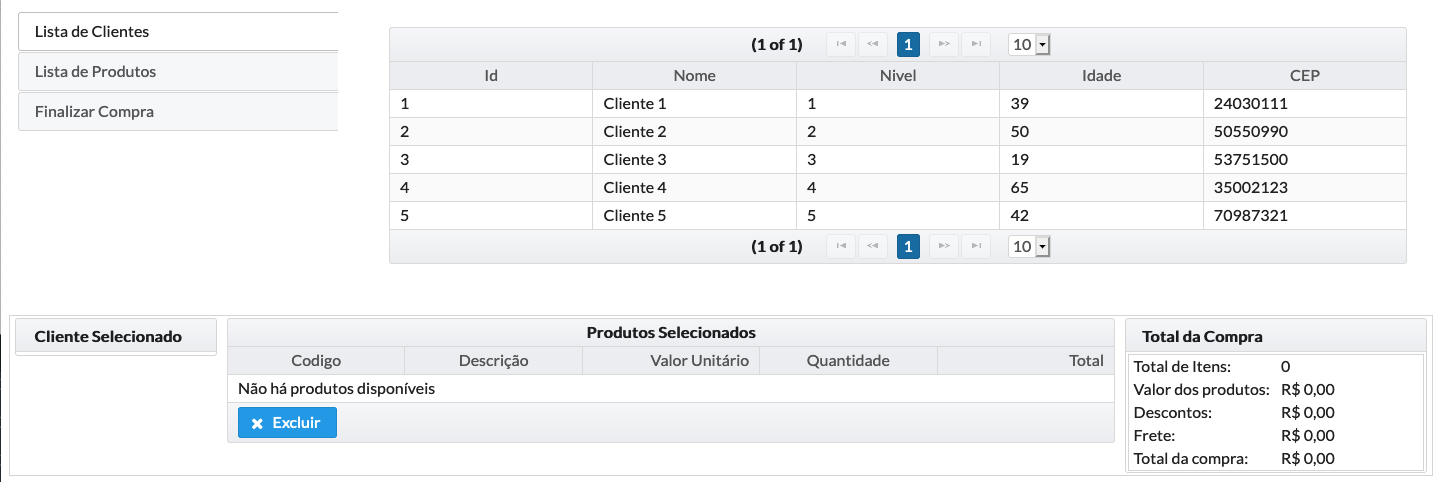 Lista de Clientes
Lista de Produtos
Finalizar Compra
(1 of 1) 1 10
Id Nome Nivel Idade CEP
1 Cliente 1 1 39 24030111
2 Cliente 2 2 50 50550990
3 Cliente 3 3 19 53751500
4 Cliente 4 4 65 35002123
5 Cliente 5 5 42 70987321
(1 of 1) 1 10
Cliente Selecionado
Produtos Selecionados
Codigo Descrição Valor Unitário Quantidade Total
Não há produtos disponíveis
Excluir
Total da Compra
Total de Itens: 0
Valor dos produtos: R$ 0,00
Descontos: R$ 0,00
Frete: R$ 0,00
Total da compra: R$ 0,00